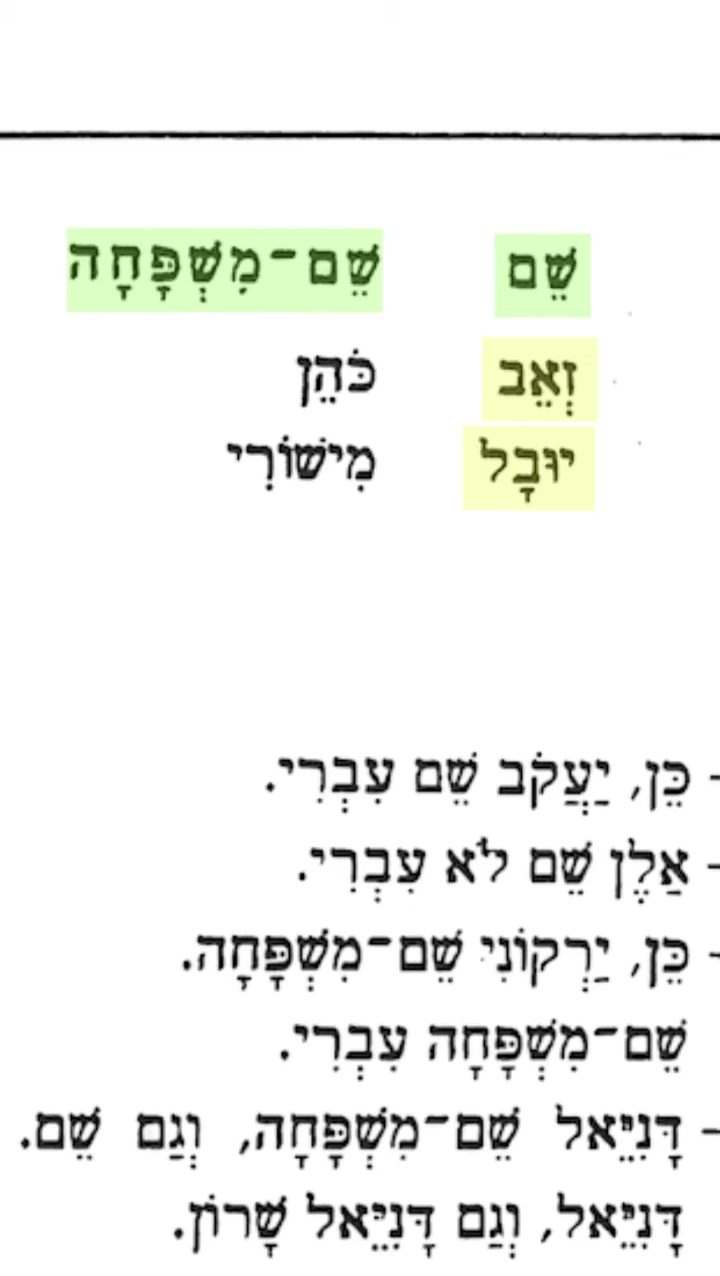 שֵׁם שֵׁם־מִשְׁפָּחָה
זְאֵב כֹּהֵן
יוּבָל מִישׁוֹרִי
- כֵּן, יַעֲקֹב שֵׁם עִבְרִי.
- אַלֶן שֵׁם לֹא עִבְרִי.
- כֵּן, יַרְקוֹנִי שֵׁם־מִשְׁפָּחָה.
שֵׁם־מִשְׁפָּחָה עִבְרִי.
- דָּנִיֵּאל שֵׁם־מִשְׁפָּחָה, וְגַם שֵׁם.
דָּנִיֵּאל, וְגַם דָּנִיֵּאל שָׁרוֹן.